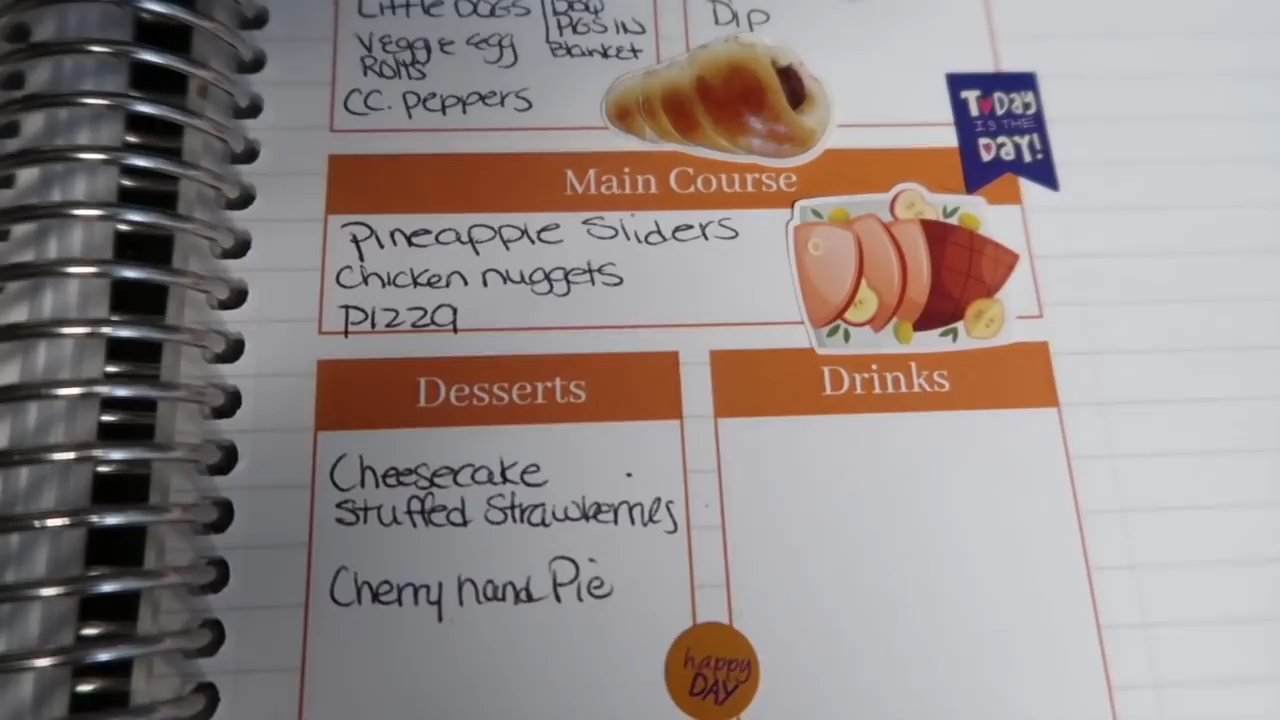 Little DOGS
PIGS IN
Blanket
Dip
Veggie egg
Rolls
CC. Peppers
TODAY
IS THE
DAY!
Main Course
Pineapple Sliders
Chicken nuggets
Pizza
Desserts
Drinks
Cheesecake
Stuffed Strawberries
Cherry hand Pie
happy
DAY